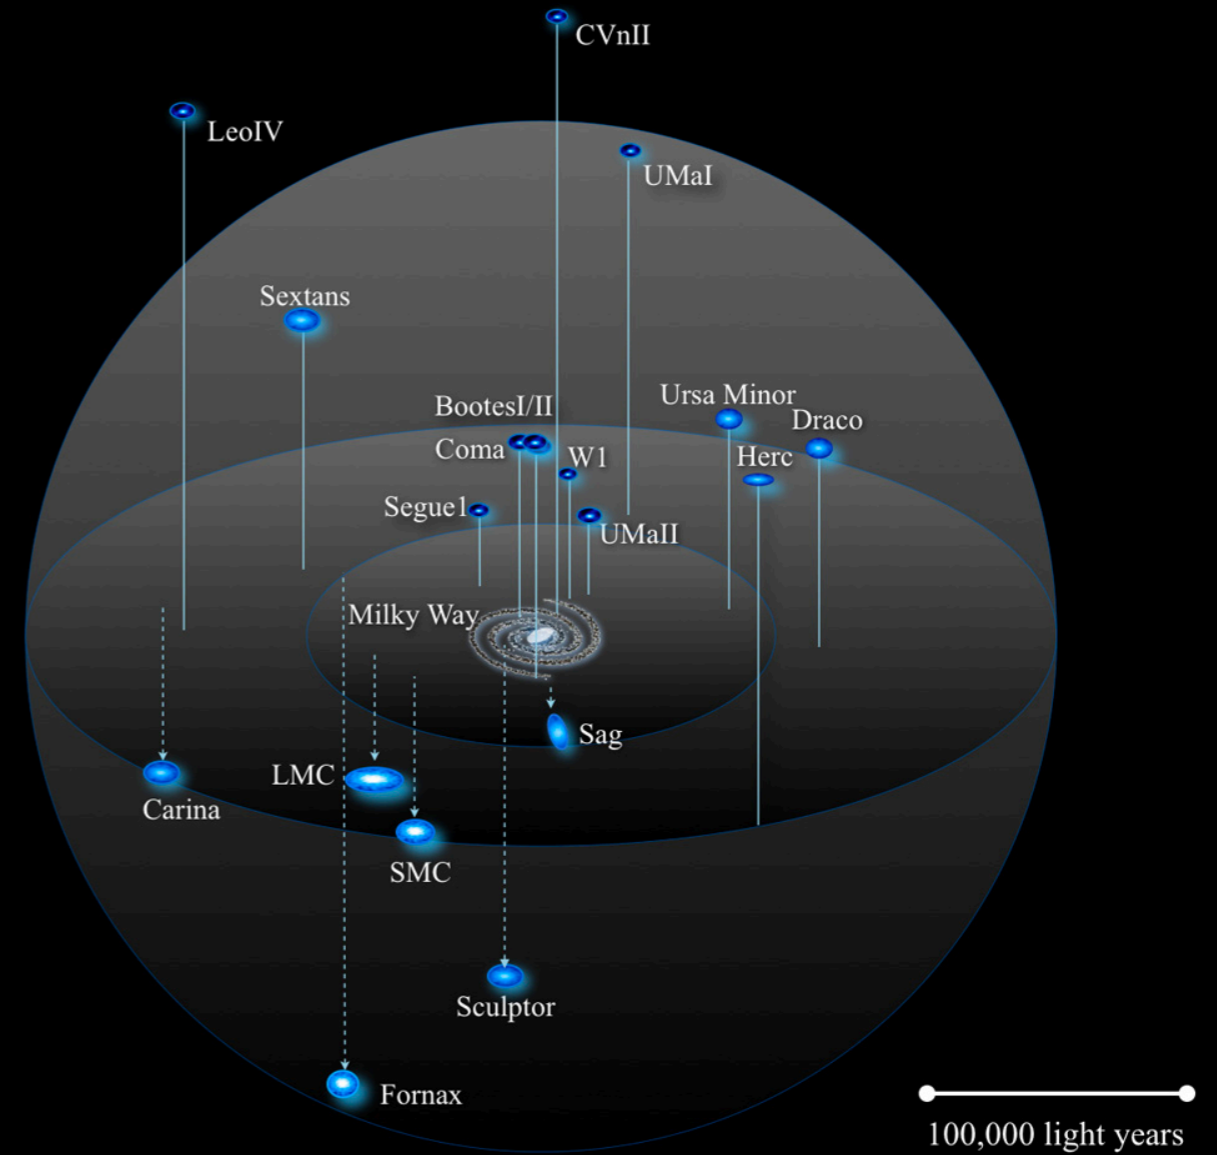 CVnII
LeoIV
UMaI
Sextans
Ursa Minor
BootesI/II
Draco
Coma
W1
Herc
Segue1
UMaII
Milky Way
Sag
LMC
Carina
SMC
Sculptor
Fornax
100,000 light years